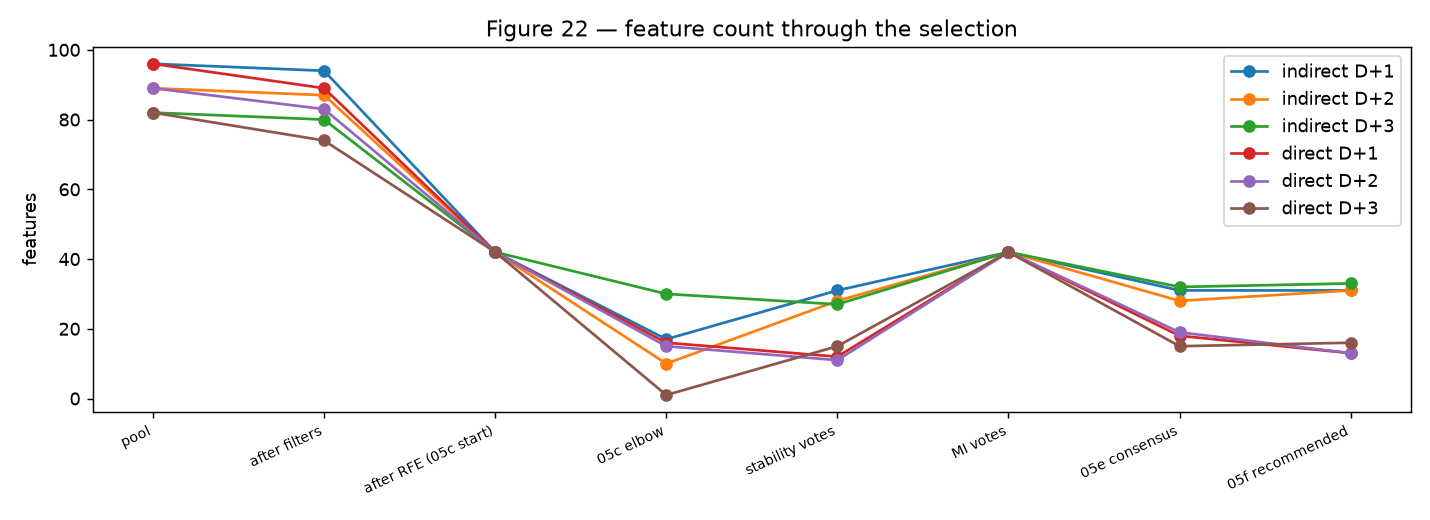 Figure 22 — feature count through the selection
features
100
80
60
40
20
0
indirect D+1
indirect D+2
indirect D+3
direct D+1
direct D+2
direct D+3
pool
after filters
after RFE (05c start)
05c elbow
stability votes
MI votes
05e consensus
05f recommended